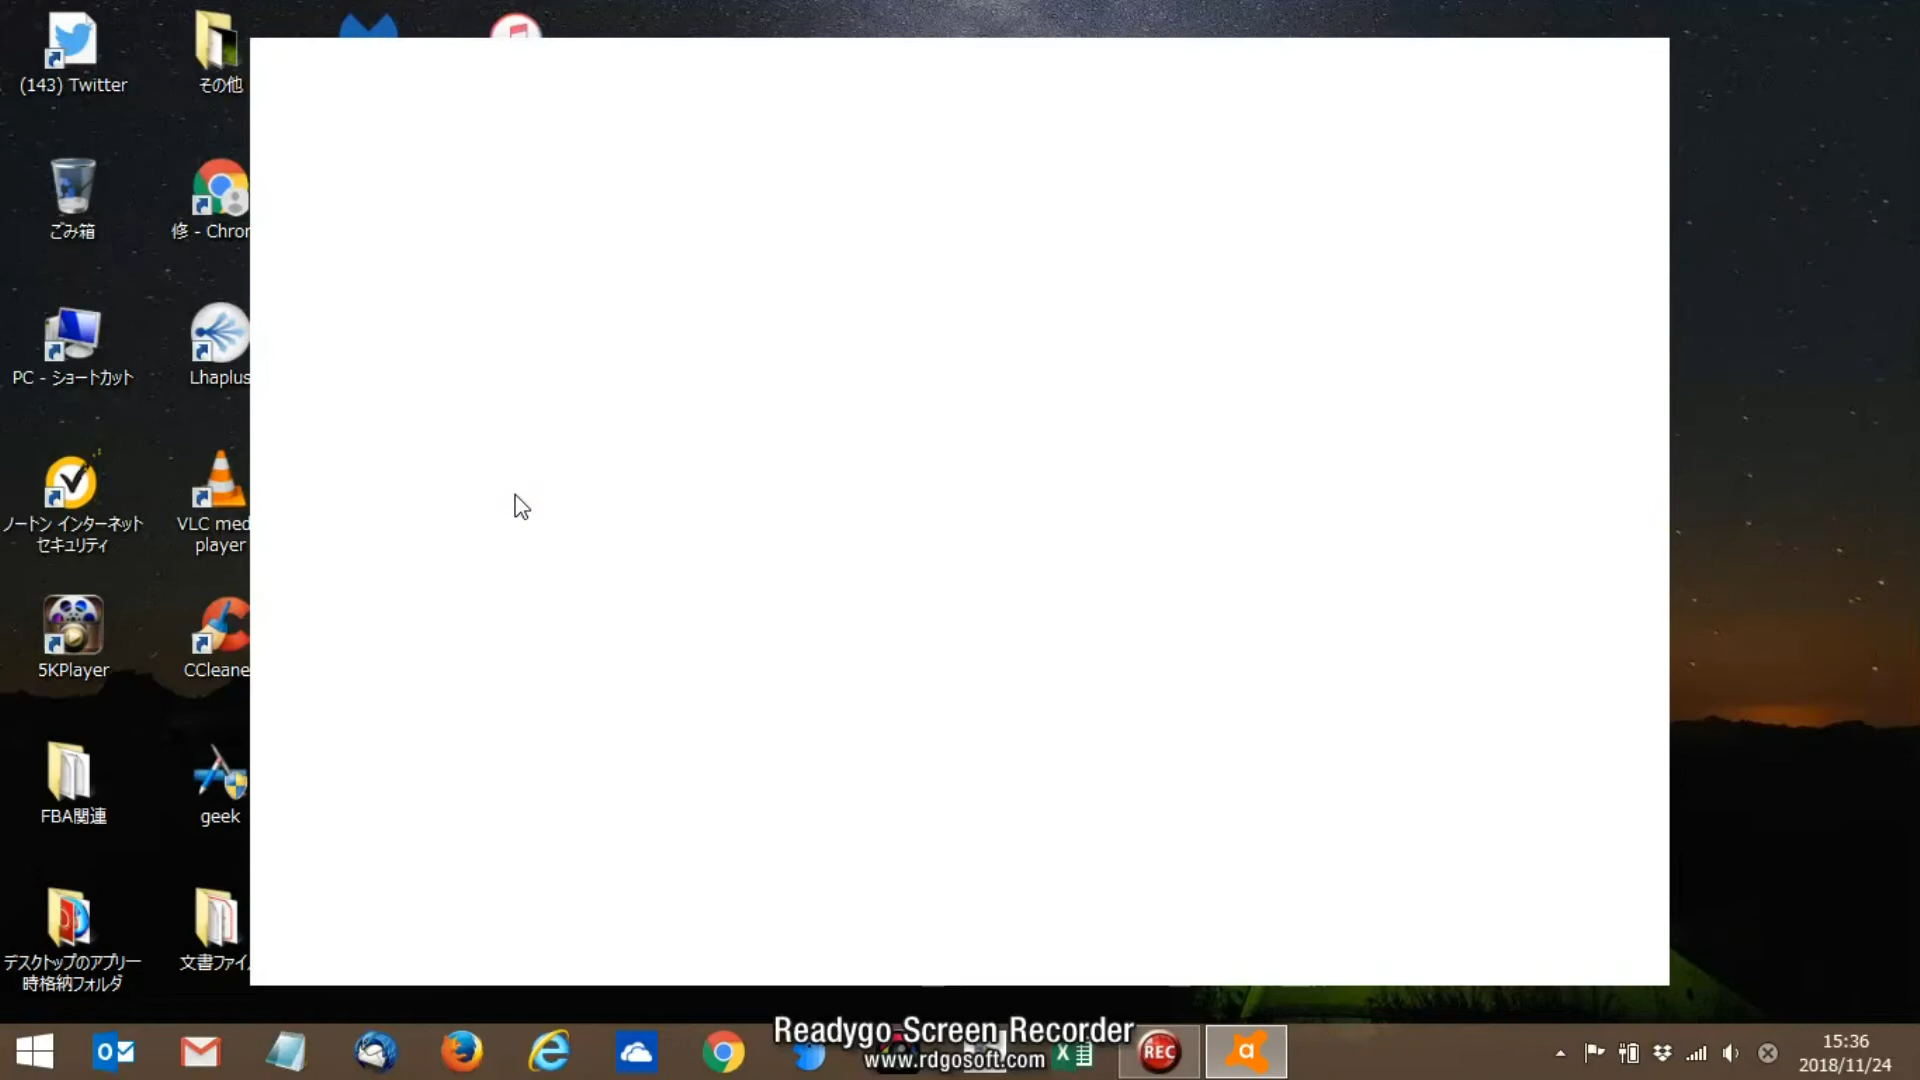 (143) Twitter
その他
ごみ箱
修 - Chror
PC - ショートカット
Lhaplus
ノートン インターネット
セキュリティ
VLC med
player
5KPlayer
CCleane
FBA関連
geek
デスクトップのアプリー
時格納フォルダ
文書ファイ
Readygo Screen Recorder
www.rdgosoft.com
REC
15:36
2018/11/24